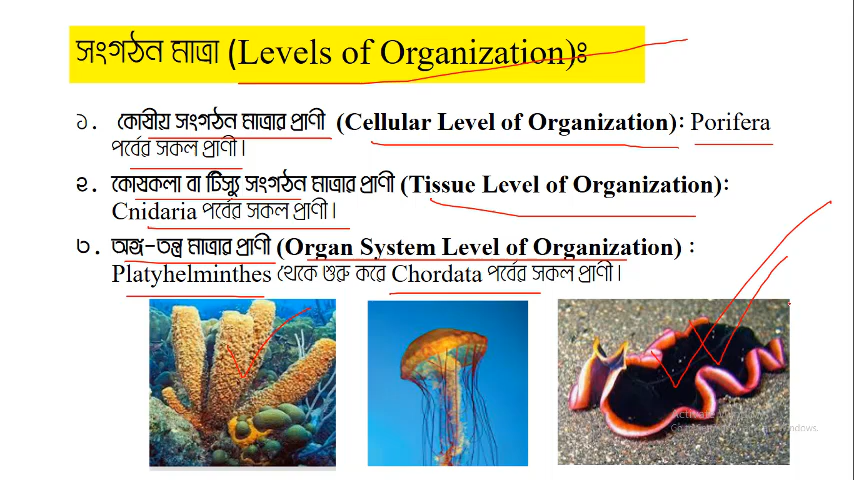 সংগঠন মাত্রা (Levels of Organization)ঃ
১. কোষীয় সংগঠন মাত্রার প্রাণী (Cellular Level of Organization): Porifera
পর্বের সকল প্রাণী।
২. কোষকলা বা টিস্যু সংগঠন মাত্রার প্রাণী (Tissue Level of Organization):
Cnidaria পর্বের সকল প্রাণী।
৩. অঙ্গ-তন্ত্র মাত্রার প্রাণী (Organ System Level of Organization) :
Platyhelminthes থেকে শুরু করে Chordata পর্বের সকল প্রাণী।